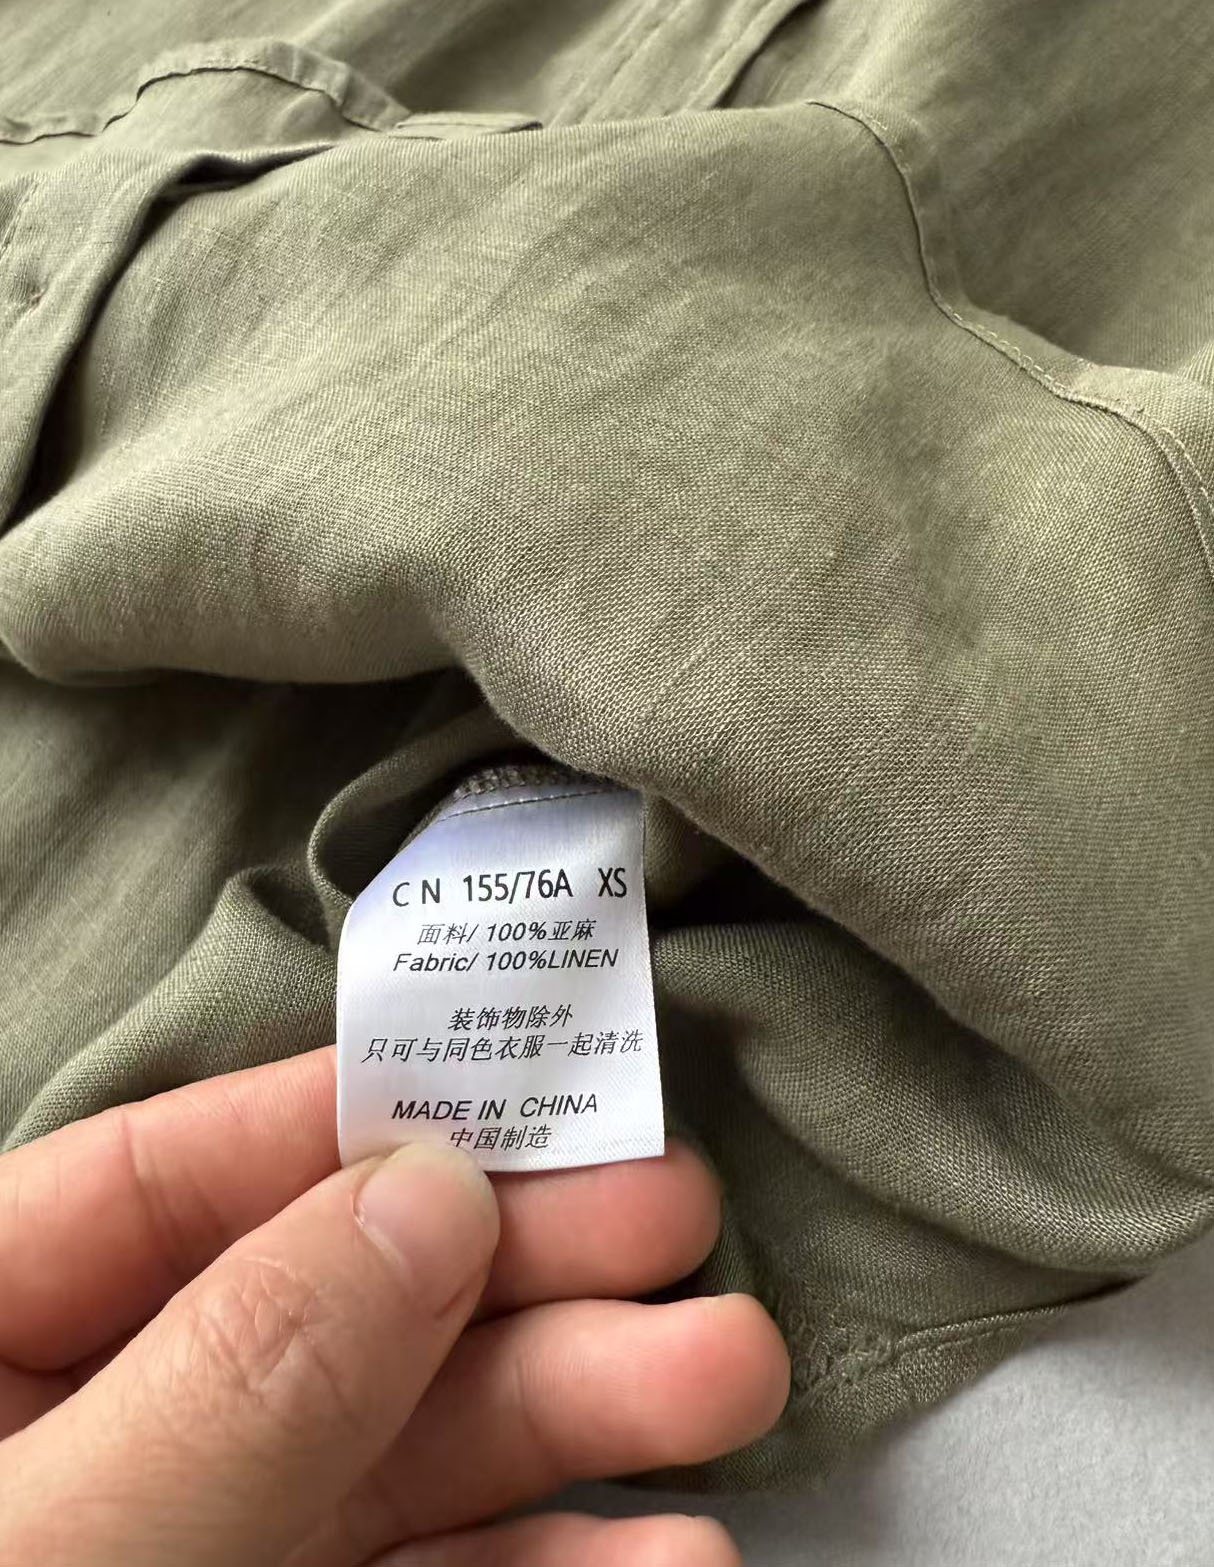 CN 155/76A XS
面料/ 100%亚麻
Fabric/ 100%LINEN
装饰物除外
只可与同色衣服一起清洗
MADE IN CHINA
中国制造